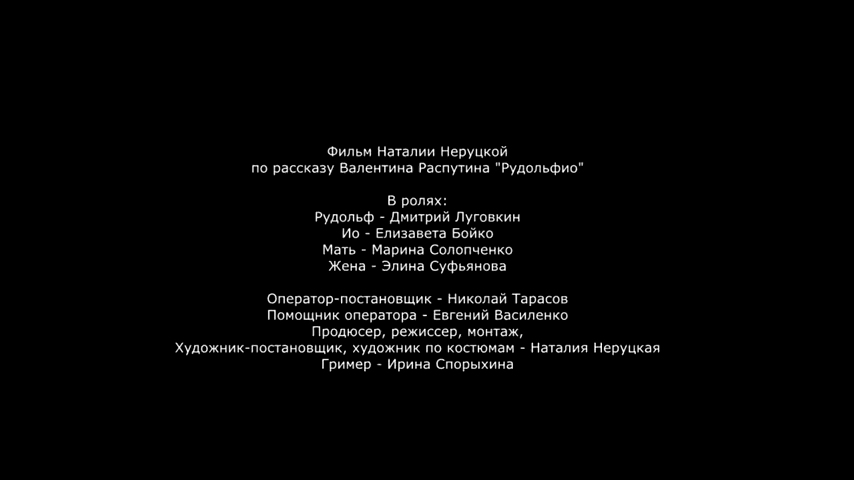 Фильм Наталии Неруцкой
по рассказу Валентина Распутина "Рудольфио"
В ролях:
Рудольф - Дмитрий Луговкин
Ио - Елизавета Бойко
Мать - Марина Солопченко
Жена - Элина Суфьянова
Оператор-постановщик - Николай Тарасов
Помощник оператора - Евгений Василенко
Продюсер, режиссер, монтаж,
Художник-постановщик, художник по костюмам - Наталия Неруцкая
Гример - Ирина Спорыхина